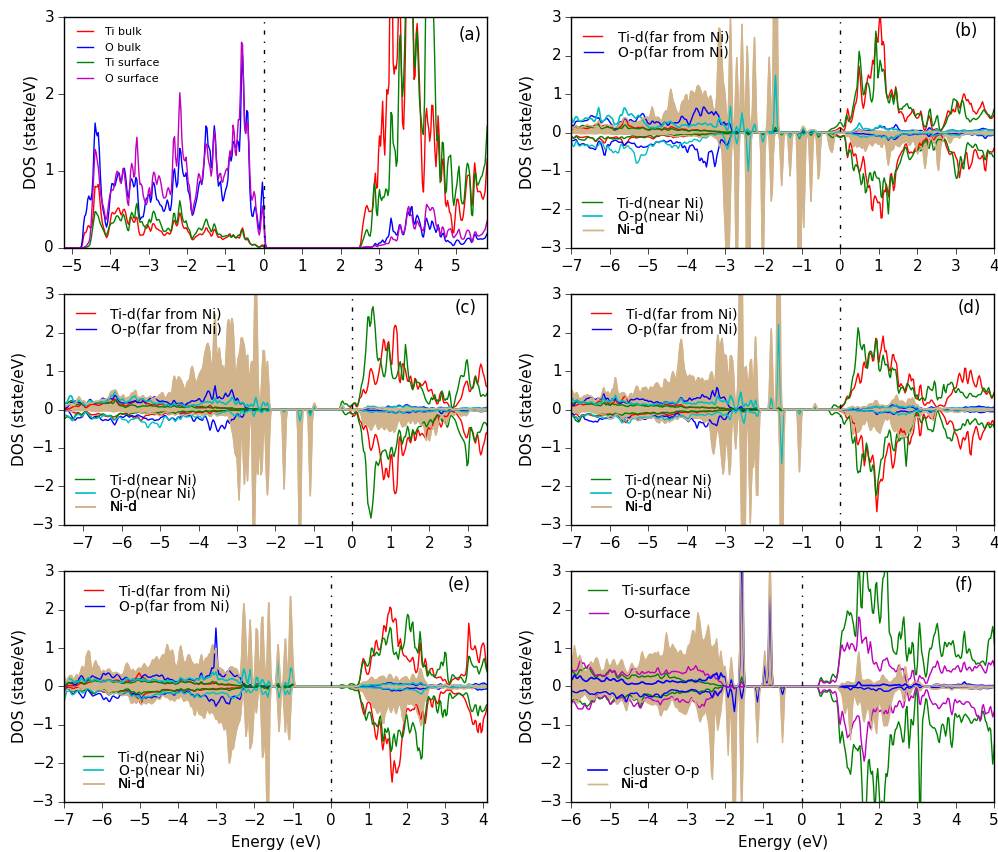 3
2
1
0
DOS (state/eV)
(a)
Ti bulk
O bulk
Ti surface
O surface
−5 −4 −3 −2 −1 0 1 2 3 4 5
3
2
1
0
−1
−2
−3
DOS (state/eV)
(b)
Ti-d(far from Ni)
O-p(far from Ni)
Ti-d(near Ni)
O-p(near Ni)
Ni-d
−7 −6 −5 −4 −3 −2 −1 0 1 2 3 4
3
2
1
0
−1
−2
−3
DOS (state/eV)
(c)
Ti-d(far from Ni)
O-p(far from Ni)
Ti-d(near Ni)
O-p(near Ni)
Ni-d
−7 −6 −5 −4 −3 −2 −1 0 1 2 3
3
2
1
0
−1
−2
−3
DOS (state/eV)
(d)
Ti-d(far from Ni)
O-p(far from Ni)
Ti-d(near Ni)
O-p(near Ni)
Ni-d
−7 −6 −5 −4 −3 −2 −1 0 1 2 3 4
3
2
1
0
−1
−2
−3
DOS (state/eV)
(e)
Ti-d(far from Ni)
O-p(far from Ni)
Ti-d(near Ni)
O-p(near Ni)
Ni-d
−7 −6 −5 −4 −3 −2 −1 0 1 2 3 4
Energy (eV)
3
2
1
0
−1
−2
−3
DOS (state/eV)
(f)
Ti-surface
O-surface
cluster O-p
Ni-d
−6 −5 −4 −3 −2 −1 0 1 2 3 4 5
Energy (eV)